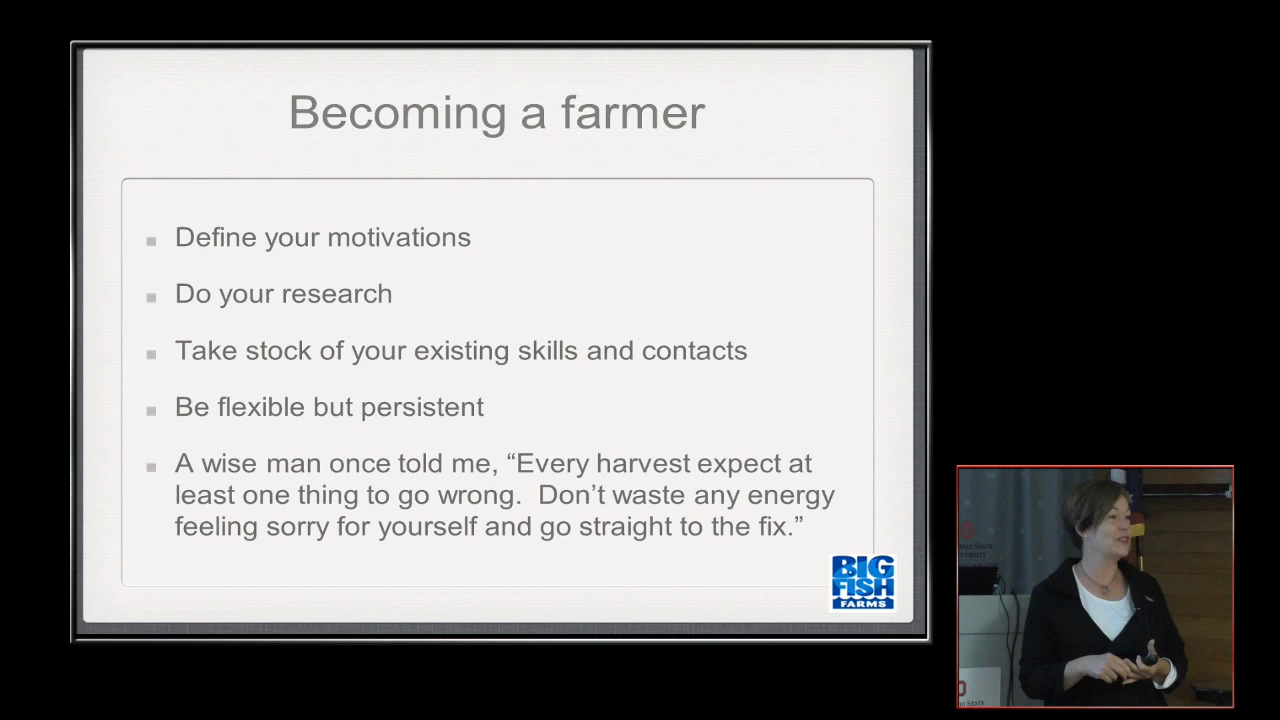 Becoming a farmer
Define your motivations
Do your research
Take stock of your existing skills and contacts
Be flexible but persistent
A wise man once told me, “Every harvest expect at
least one thing to go wrong.  Don’t waste any energy
feeling sorry for yourself and go straight to the fix.”
BIG
FISH
FARMS